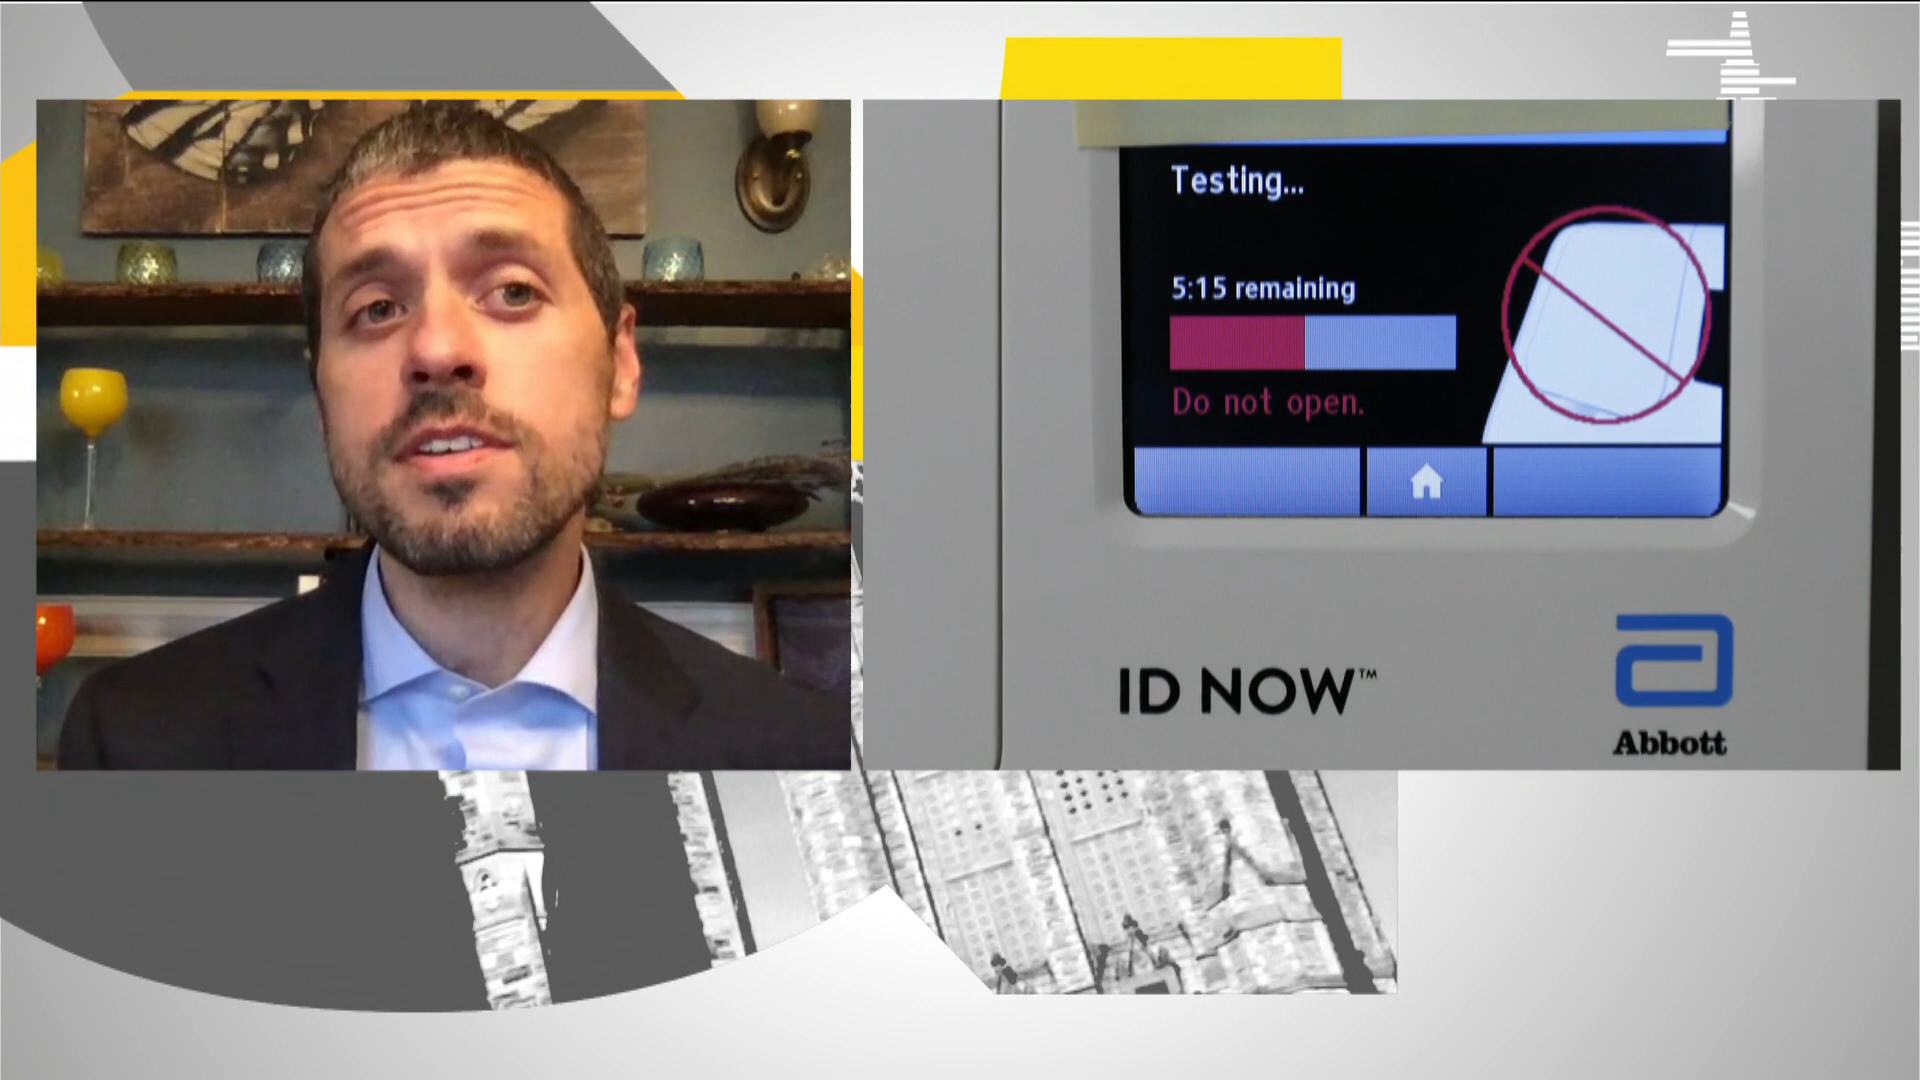 Testing...
5:15 remaining
Do not open.
ID NOW™
Abbott